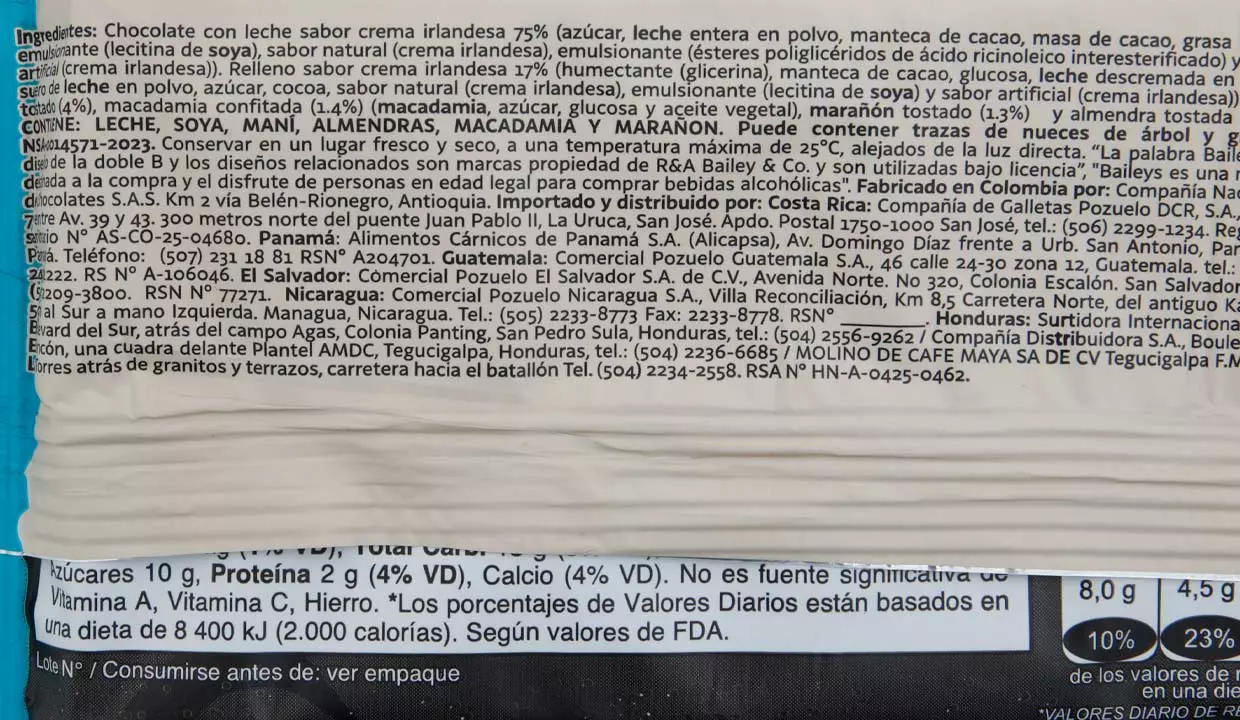 Ingredientes: Chocolate con leche sabor crema irlandesa 75% (azúcar, leche entera en polvo, manteca de cacao, masa de cacao, grasa
emulsionante (lecitina de soya), sabor natural (crema irlandesa), emulsionante (ésteres poliglicéridos de ácido ricinoleico interesterificado) y
artificial (crema irlandesa)). Relleno sabor crema irlandesa 17% (humectante (glicerina), manteca de cacao, glucosa, leche descremada en
suero de leche en polvo, azúcar, cocoa, sabor natural (crema irlandesa), emulsionante (lecitina de soya) y sabor artificial (crema irlandesa))
tostado (4%), macadamia confitada (1.4%) (macadamia, azúcar, glucosa y aceite vegetal), marañón tostado (1.3%) y almendra tostada
CONTIENE: LECHE, SOYA, MANÍ, ALMENDRAS, MACADAMIA Y MARAÑON. Puede contener trazas de nueces de árbol y g
014571-2023. Conservar en un lugar fresco y seco, a una temperatura máxima de 25°C, alejados de la luz directa. “La palabra Baile
de la doble B y los diseños relacionados son marcas propiedad de R&A Bailey & Co. y son utilizadas bajo licencia”, "Baileys es una
a la compra y el disfrute de personas en edad legal para comprar bebidas alcohólicas". Fabricado en Colombia por: Compañía Nac
S.A.S. Km 2 vía Belén-Rionegro, Antioquia. Importado y distribuido por: Costa Rica: Compañía de Galletas Pozuelo DCR, S.A.,
Av. 39 y 43. 300 metros norte del puente Juan Pablo II, La Uruca, San José. Apdo. Postal 1750-1000 San José, tel.: (506) 2299-1234. Reg
N° AS-CO-25-04680. Panamá: Alimentos Cárnicos de Panamá S.A. (Alicapsa), Av. Domingo Díaz frente a Urb. San Antonio, Par
Teléfono: (507) 231 18 81 RSN° A204701. Guatemala: Comercial Pozuelo Guatemala S.A., 46 calle 24-30 zona 12, Guatemala. tel.:
RS N° A-106046. El Salvador: Comercial Pozuelo El Salvador S.A. de C.V., Avenida Norte. No 320, Colonia Escalón. San Salvador
209-3800. RSN N° 77271. Nicaragua: Comercial Pozuelo Nicaragua S.A., Villa Reconciliación, Km 8,5 Carretera Norte, del antiguo
al Sur a mano Izquierda. Managua, Nicaragua. Tel.: (505) 2233-8773 Fax: 2233-8778. RSN° ________. Honduras: Surtidora Internaciona
del Sur, atrás del campo Agas, Colonia Panting, San Pedro Sula, Honduras, tel.: (504) 2556-9262 / Compañía Distribuidora S.A., Boule
una cuadra delante Plantel AMDC, Tegucigalpa, Honduras, tel.: (504) 2236-6685 / MOLINO DE CAFE MAYA SA DE CV Tegucigalpa F.M
atrás de granitos y terrazos, carretera hacia el batallón Tel. (504) 2234-2558. RSA N° HN-A-0425-0462.
Azúcares 10 g, Proteína 2 g (4% VD), Calcio (4% VD). No es fuente significativa de
Vitamina A, Vitamina C, Hierro. *Los porcentajes de Valores Diarios están basados en
una dieta de 8 400 kJ (2.000 calorías). Según valores de FDA.
Lote N° / Consumirse antes de: ver empaque
8,0 g 4,5 g
10% 23%
de los valores de
en una die
*VALORES DIARIO DE RE